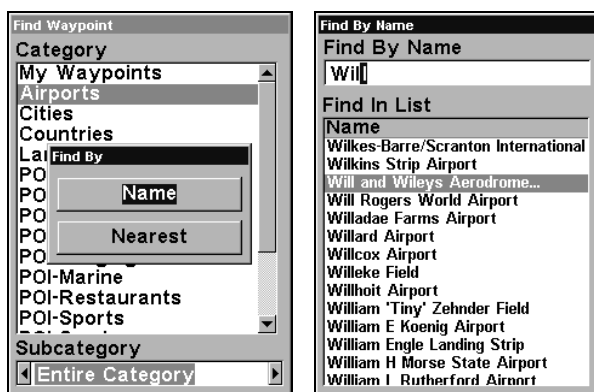 Find Waypoint
Category
My Waypoints
Airports
Cities
Countries
Find By
Name
Nearest
PO
PO
PO
PO
POI-Marine
POI-Restaurants
POI-Sports
Subcategory
Entire Category
Find By Name
Find By Name
Wil
Find In List
Name
Wilkes-Barre/Scranton International
Wilkins Strip Airport
Will and Wileys Aerodrome...
Will Rogers World Airport
Willadae Farms Airport
Willard Airport
Willcox Airport
Willeke Field
Willhoit Airport
William 'Tiny' Zehnder Field
William E Koenig Airport
William Engle Landing Strip
William H Morse State Airport
William L Rutherford Airport